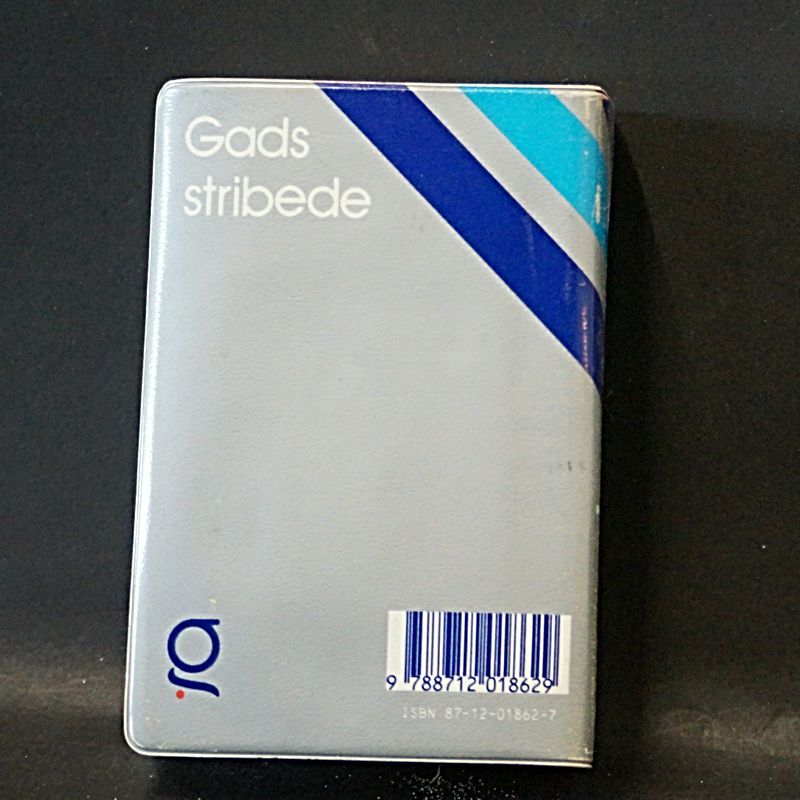 Gads
stribede
9 788712 018629
ISBN 87-12-01862-7